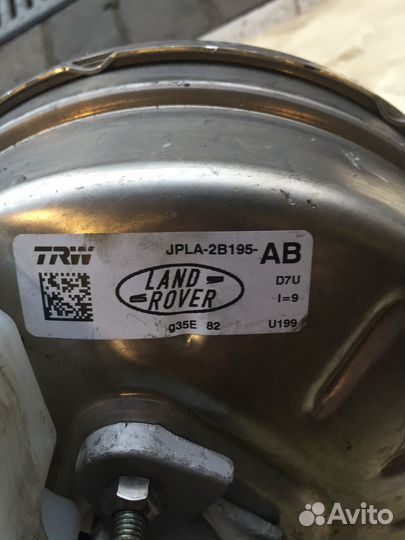 TRW JPLA-2B195-AB
LAND ROVER
D7U
I=9
g35E 82
U199
Avito